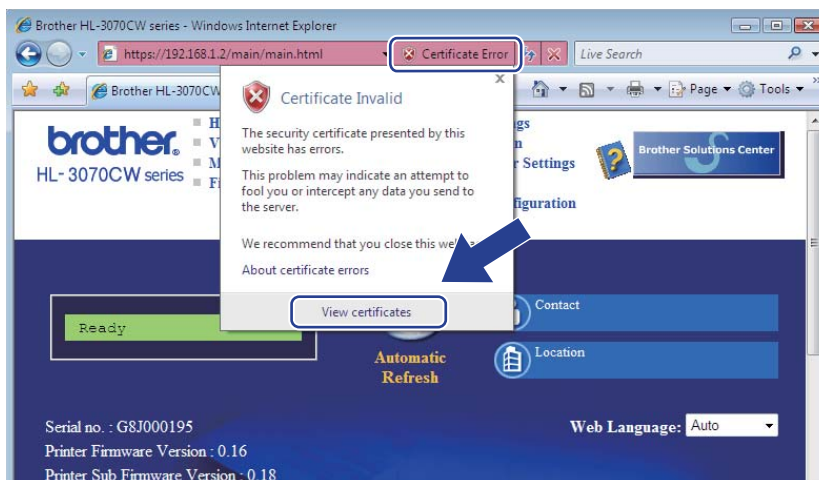 Brother HL-3070CW series - Windows Internet Explorer
https://192.168.1.2/main/main.html
Certificate Error
Live Search
Brother HL-3070CW
Page
Tools
Certificate Invalid
The security certificate presented by this
website has errors.
This problem may indicate an attempt to
fool you or intercept any data you send to
the server.
We recommend that you close this
About certificate errors
View certificates
brother®
HL-3070CW series
H
V
M
Fi
gs
n
r Settings
figuration
Brother Solutions Center
Ready
Automatic
Refresh
Contact
Location
Serial no. : G8J000195
Printer Firmware Version : 0.16
Printer Sub Firmware Version : 0.18
Web Language: Auto